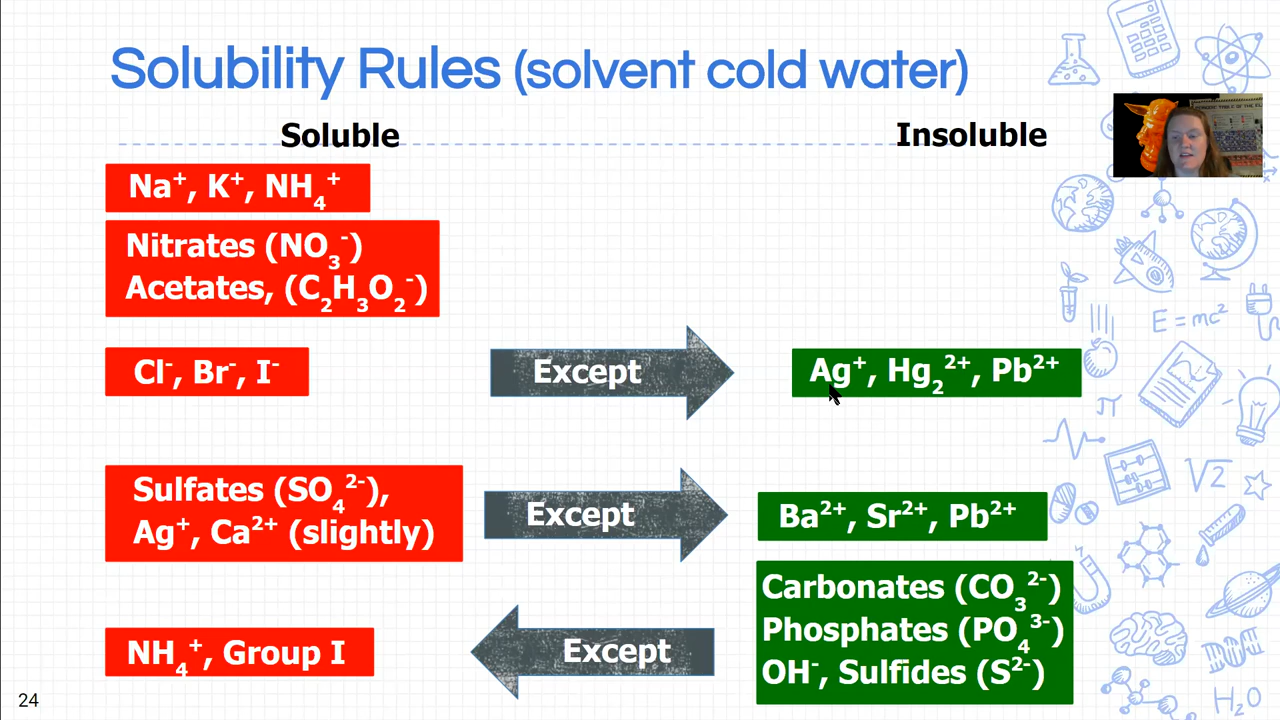 Solubility Rules (solvent cold water)
Soluble
Insoluble
Na⁺, K⁺, NH₄⁺
Nitrates (NO₃⁻)
Acetates, (C₂H₃O₂⁻)
Cl⁻, Br⁻, I⁻
Except
Ag⁺, Hg₂²⁺, Pb²⁺
Sulfates (SO₄²⁻),
Ag⁺, Ca²⁺ (slightly)
Except
Ba²⁺, Sr²⁺, Pb²⁺
NH₄⁺, Group I
Except
Carbonates (CO₃²⁻)
Phosphates (PO₄³⁻)
OH⁻, Sulfides (S²⁻)
E = mc²
π
√2
H₂O
24